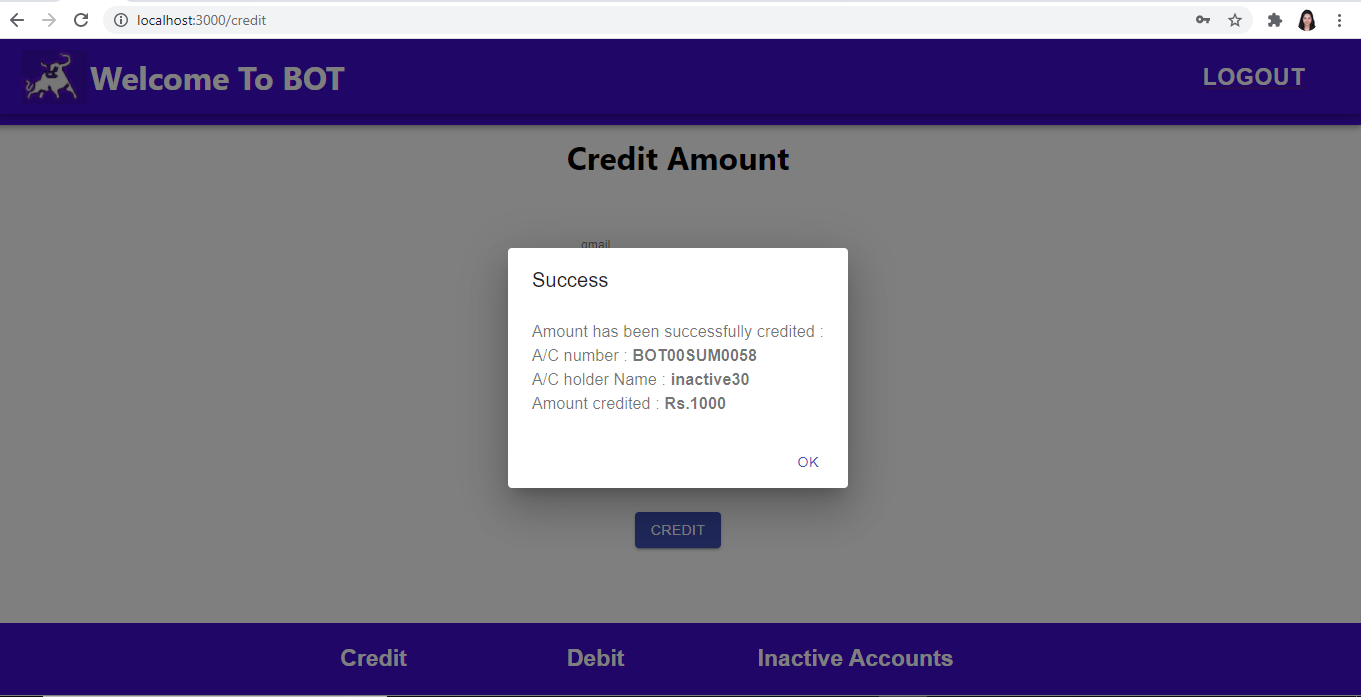 localhost:3000/credit
Welcome To BOT
LOGOUT
Credit Amount
gmail
Success
Amount has been successfully credited :
A/C number : BOT00SUM0058
A/C holder Name : inactive30
Amount credited : Rs.1000
OK
CREDIT
Credit
Debit
Inactive Accounts